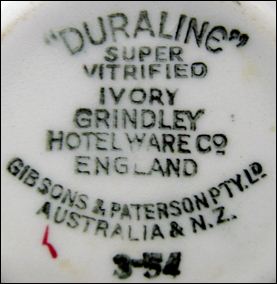 "DURALINE"
SUPER
VITRIFIED
IVORY
GRINDLEY
HOTEL WARE Co
ENGLAND
GIBSONS & PATERSON PTY. LD.
AUSTRALIA & N.Z.
3-54